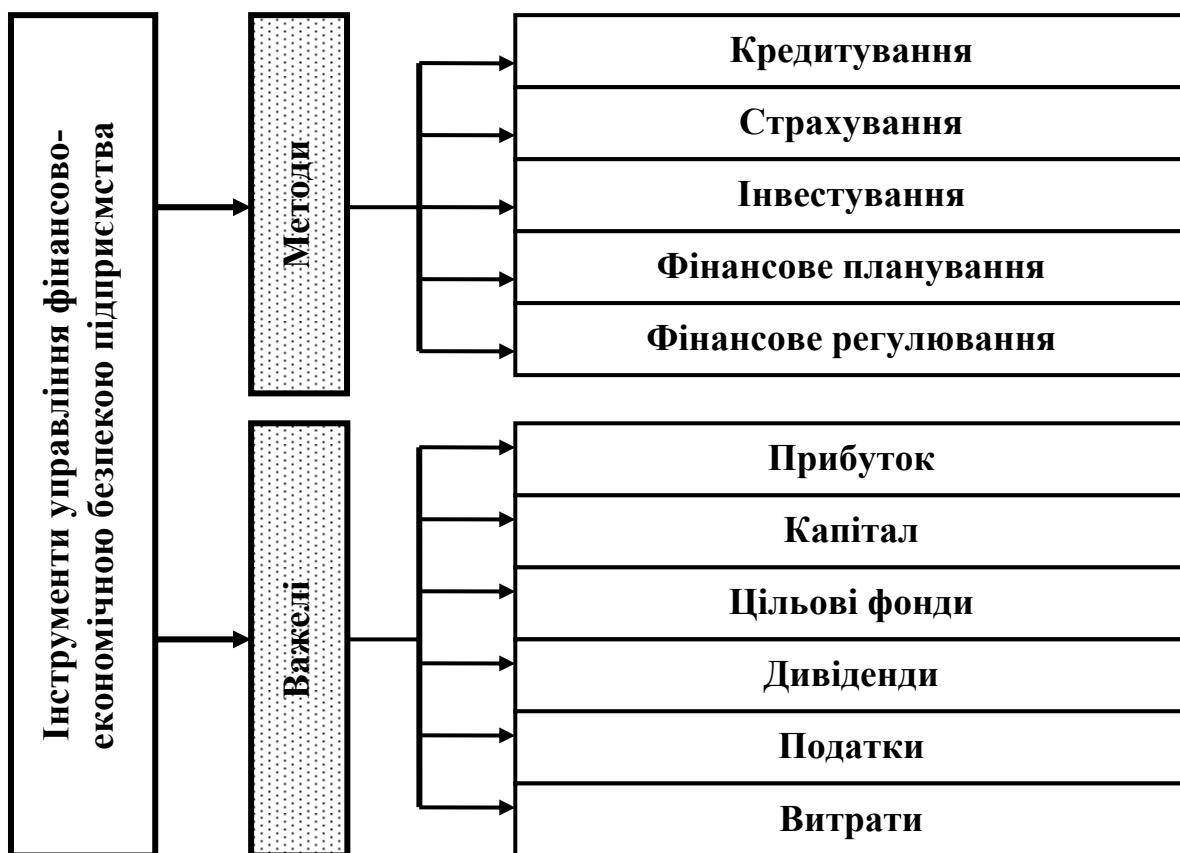 Інструменти управління фінансово-
економічною безпекою підприємства
Методи
Кредитування
Страхування
Інвестування
Фінансове планування
Фінансове регулювання
Важелі
Прибуток
Капітал
Цільові фонди
Дивіденди
Податки
Витрати